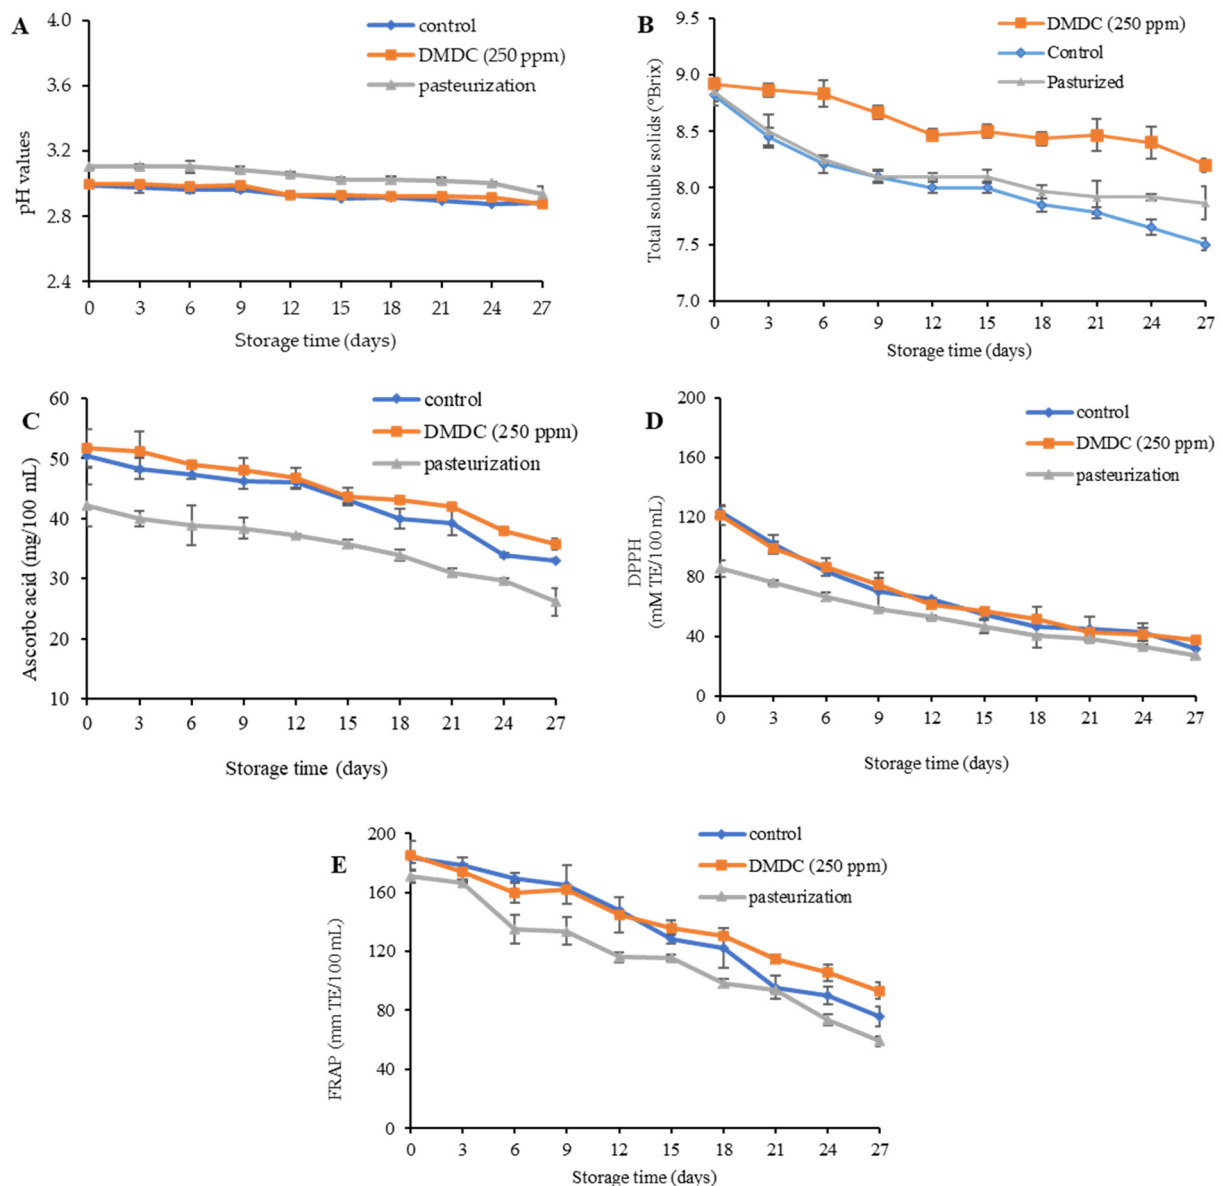 A
pH values
4.0
3.6
3.2
2.8
2.4
control
DMDC (250 ppm)
pasteurization
0 3 6 9 12 15 18 21 24 27
Storage time (days)
B
Total soluble solids (°Brix)
9.5
9.0
8.5
8.0
7.5
7.0
DMDC (250 ppm)
Control
Pasturized
0 3 6 9 12 15 18 21 24 27
Storage time (days)
C
Ascorbc acid (mg/100 mL)
60
50
40
30
20
10
control
DMDC (250 ppm)
pasteurization
0 3 6 9 12 15 18 21 24 27
Storage time (days)
D
DPPH
(mM TE/100 mL)
200
160
120
80
40
0
control
DMDC (250 ppm)
pasteurization
0 3 6 9 12 15 18 21 24 27
Storage time (days)
E
FRAP (mm TE/100 mL)
200
160
120
80
40
0
control
DMDC (250 ppm)
pasteurization
0 3 6 9 12 15 18 21 24 27
Storage time (days)